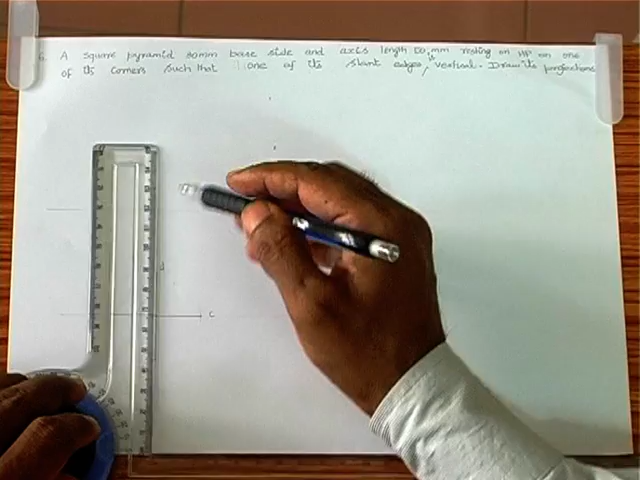 A square pyramid 30mm base side and axis length 50 mm resting on HP on one
of its corners such that one of its slant edges is vertical. Draw its projections
c